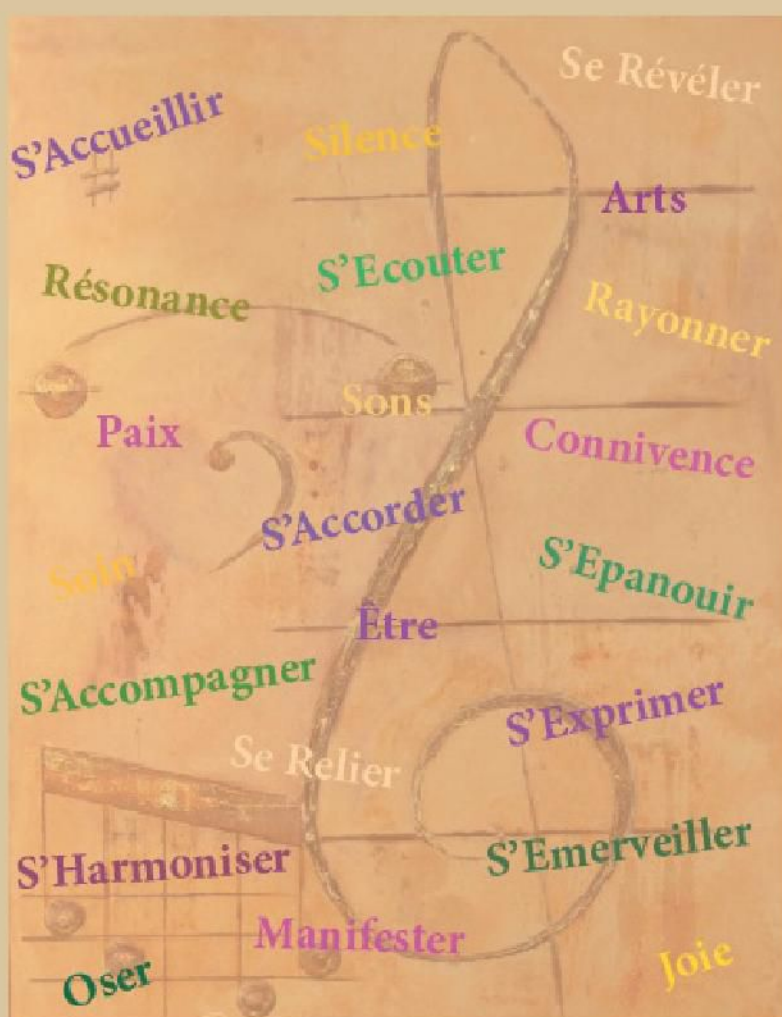 Se Révéler
S'Accueillir
Silence
Arts
S'Ecouter
Résonance
Rayonner
Sons
Paix
Connivence
S'Accorder
Soin
S'Epanouir
Être
S'Accompagner
S'Exprimer
Se Relier
S'Emerveiller
S'Harmoniser
Manifester
Joie
Oser